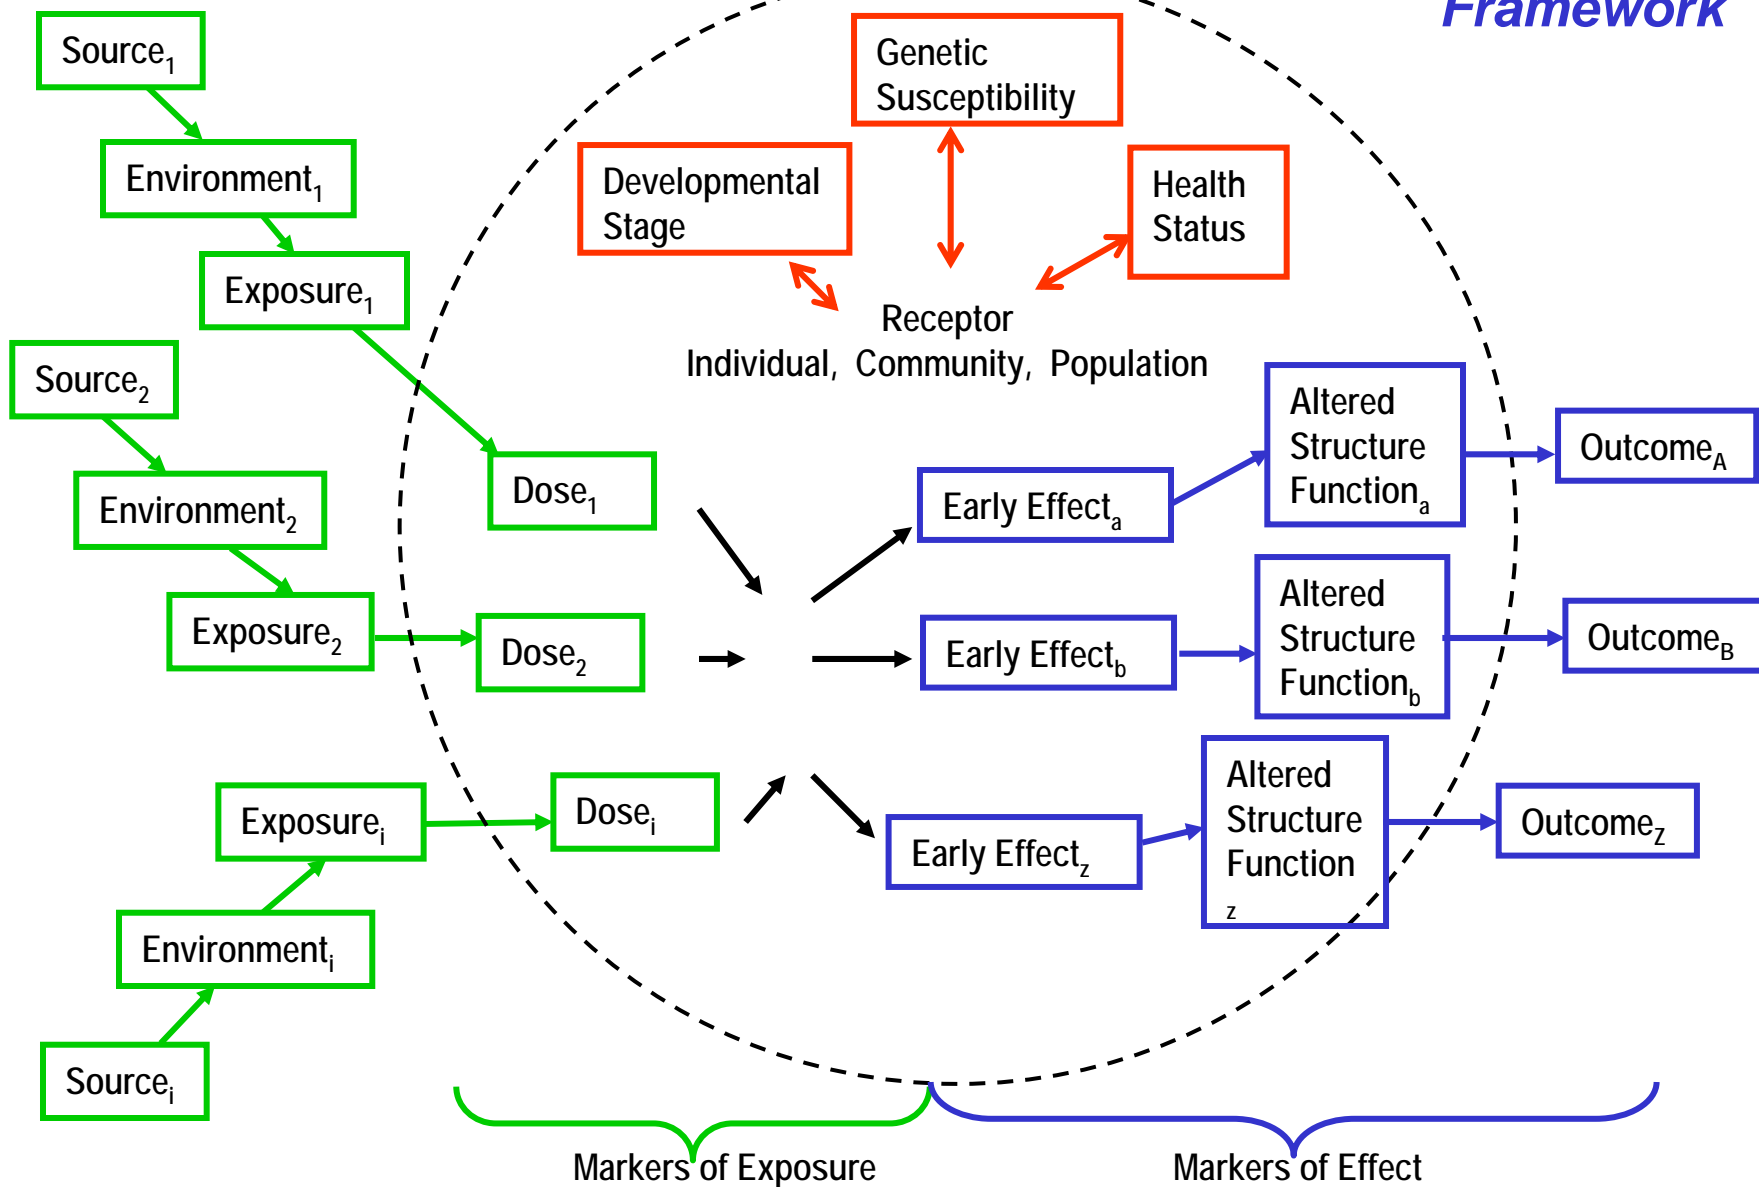 Framework
Source1
Genetic
Susceptibility
Environment1
Developmental
Stage
Health
Status
Exposure1
Receptor
Individual, Community, Population
Source2
Altered
Structure
Functiona
OutcomeA
Dose1
Early Effecta
Environment2
Exposure2
Dose2
Early Effectb
Altered
Structure
Functionb
OutcomeB
Exposurei
Dosei
Early Effectz
Altered
Structure
Function
z
Outcomez
Environmenti
Sourcei
Markers of Exposure
Markers of Effect